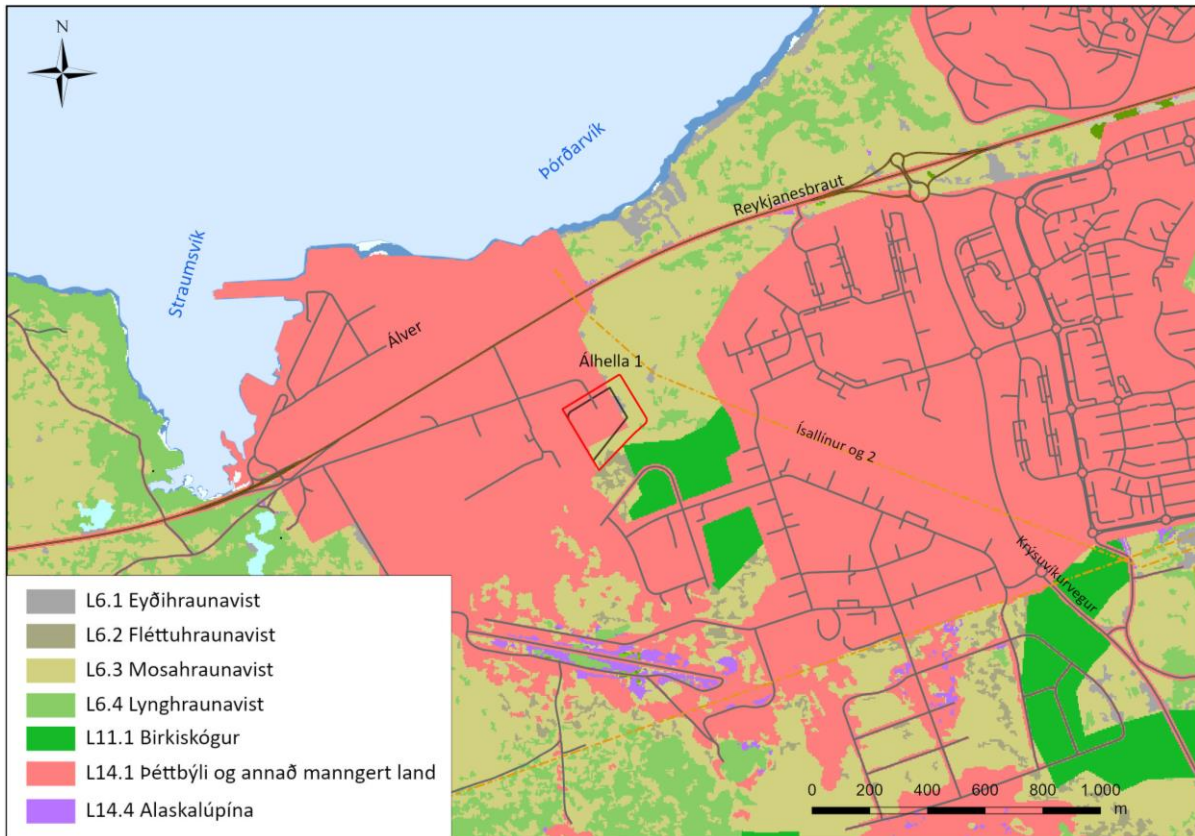 N
Þórðarvík
Reykjanesbraut
Straumsvík
Álver
Álhella 1
Ísallínur og 2
Krýsuvíkurvegur
L6.1 Eyðihraunavist
L6.2 Fléttuhraunavist
L6.3 Mosahraunavist
L6.4 Lynghraunavist
L11.1 Birkiskógur
L14.1 Þéttbýli og annað manngert land
L14.4 Alaskalúpína
0 200 400 600 800 1.000
m